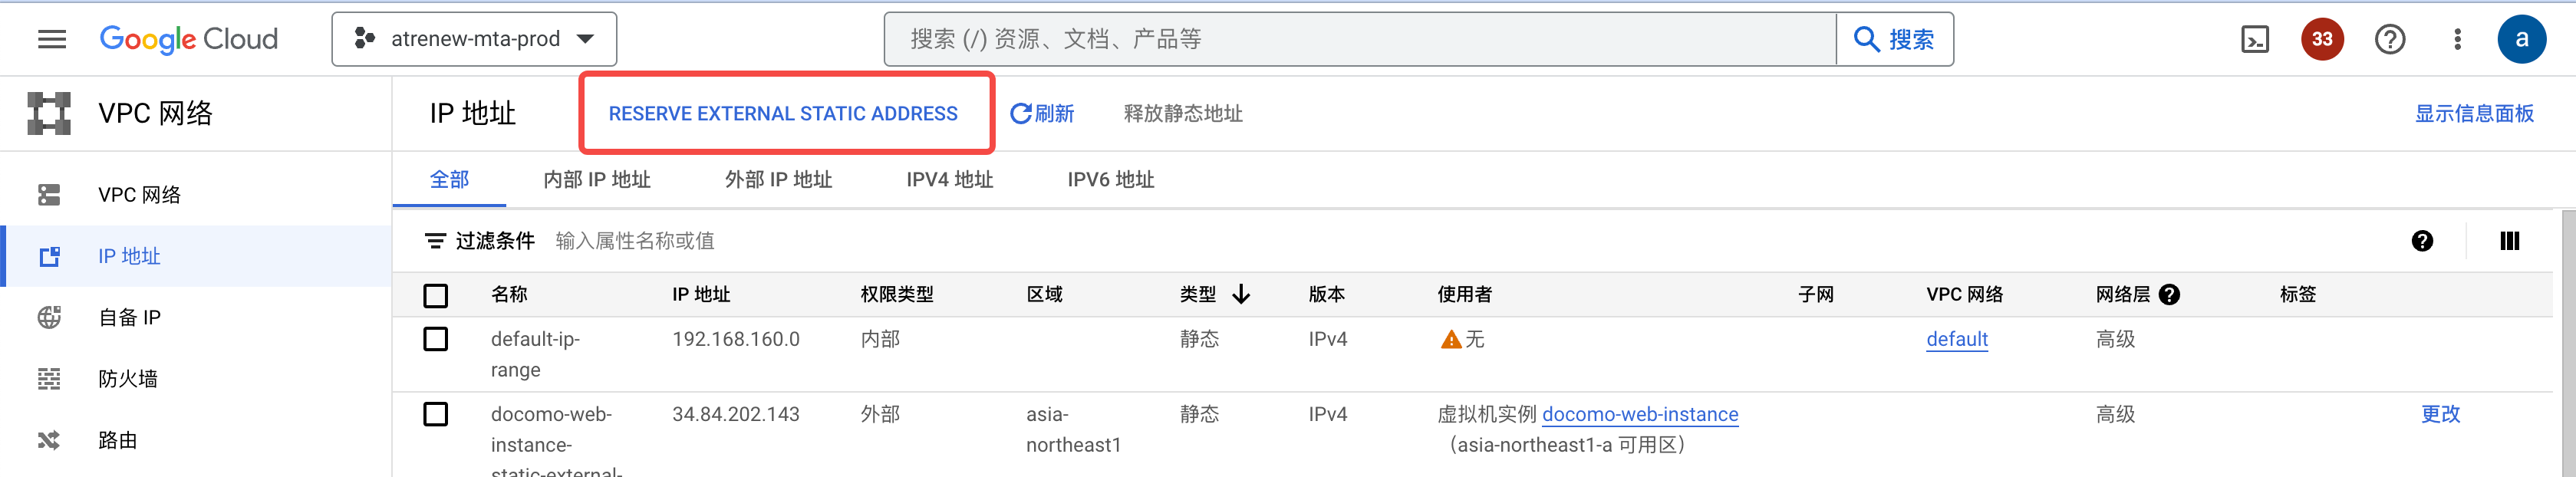 Google Cloud
atrenew-mta-prod
搜索 (/) 资源、文档、产品等
搜索
33
a
VPC 网络
IP 地址
RESERVE EXTERNAL STATIC ADDRESS
刷新
释放静态地址
显示信息面板
VPC 网络
IP 地址
自备 IP
防火墙
路由
全部
内部 IP 地址
外部 IP 地址
IPV4 地址
IPV6 地址
过滤条件
输入属性名称或值
名称
IP 地址
权限类型
区域
类型
版本
使用者
子网
VPC 网络
网络层
标签
default-ip-
range
192.168.160.0
内部
静态
IPv4
无
default
高级
docomo-web-
instance-
static-external-
34.84.202.143
外部
asia-
northeast1
静态
IPv4
虚拟机实例 docomo-web-instance
（asia-northeast1-a 可用区）
高级
更改